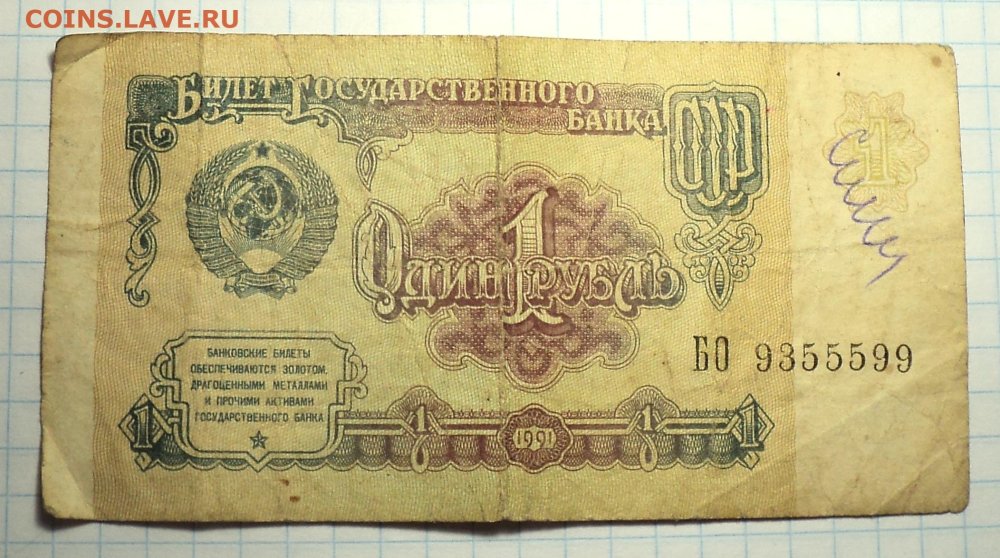 COINS.LAVE.RU
БИЛЕТ ГОСУДАРСТВЕННОГО
БАНКА СССР
1
ОДИН 1 РУБЛЬ
БО 9355599
БАНКОВСКИЕ БИЛЕТЫ
ОБЕСПЕЧИВАЮТСЯ ЗОЛОТОМ,
ДРАГОЦЕННЫМИ МЕТАЛЛАМИ
И ПРОЧИМИ АКТИВАМИ
ГОСУДАРСТВЕННОГО БАНКА
1 1 1991 1 1